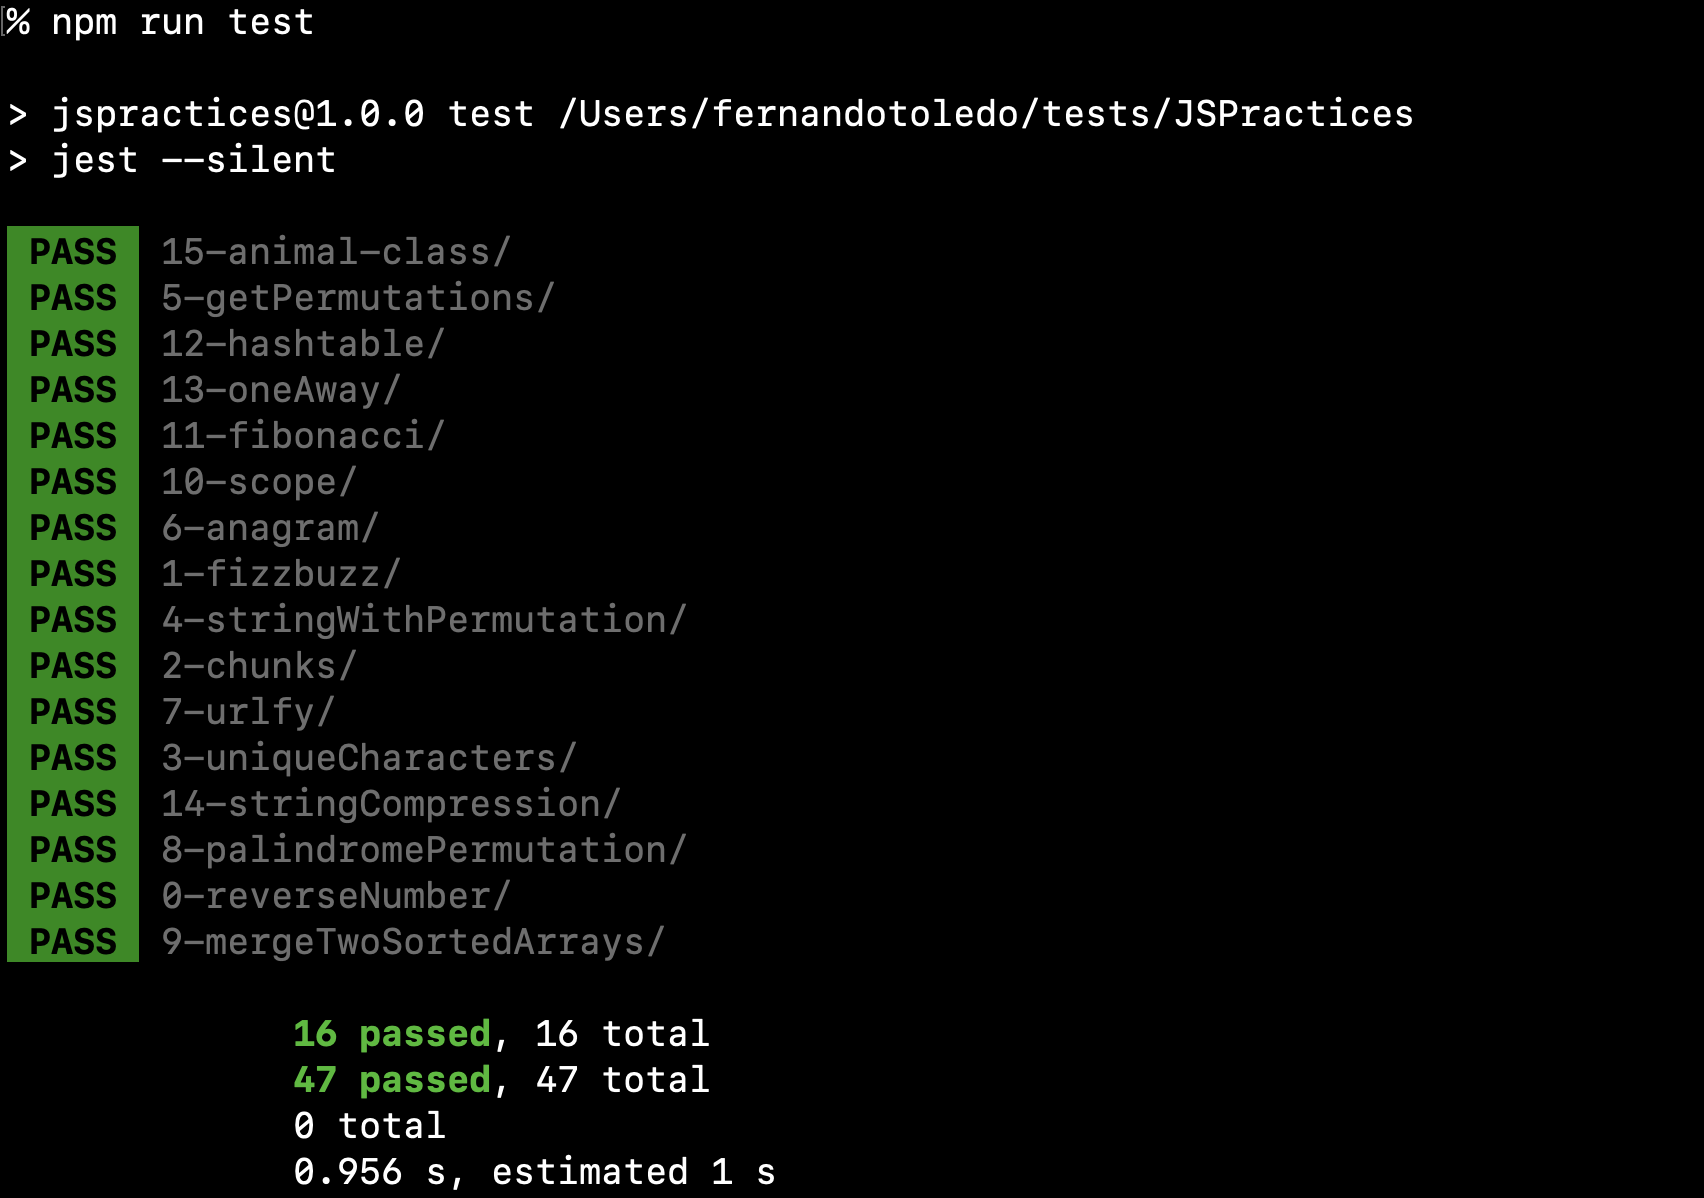 % npm run test
> jspractices@1.0.0 test /Users/fernandotoledo/tests/JSPractices
> jest --silent
PASS 15-animal-class/
PASS 5-getPermutations/
PASS 12-hashtable/
PASS 13-oneAway/
PASS 11-fibonacci/
PASS 10-scope/
PASS 6-anagram/
PASS 1-fizzbuzz/
PASS 4-stringWithPermutation/
PASS 2-chunks/
PASS 7-urlfy/
PASS 3-uniqueCharacters/
PASS 14-stringCompression/
PASS 8-palindromePermutation/
PASS 0-reverseNumber/
PASS 9-mergeTwoSortedArrays/
16 passed, 16 total
47 passed, 47 total
0 total
0.956 s, estimated 1 s